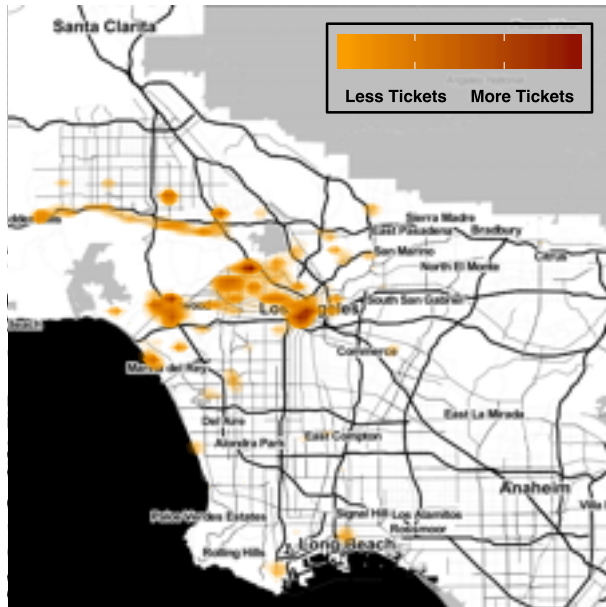 Santa Clarita
Less Tickets More Tickets
Sierra Madre
East Pasadena Bradbury
San Marino
Citrus
North El Monte
South San Gabriel
Los Angeles
Beach
Commerce
Marina del Rey
Del Aire
East La Mirada
Alondra Park
East Compton
Anaheim
Villa
Palos Verdes Estates
Signal Hill Los Alamitos
Rossmoor
Rolling Hills
Long Beach